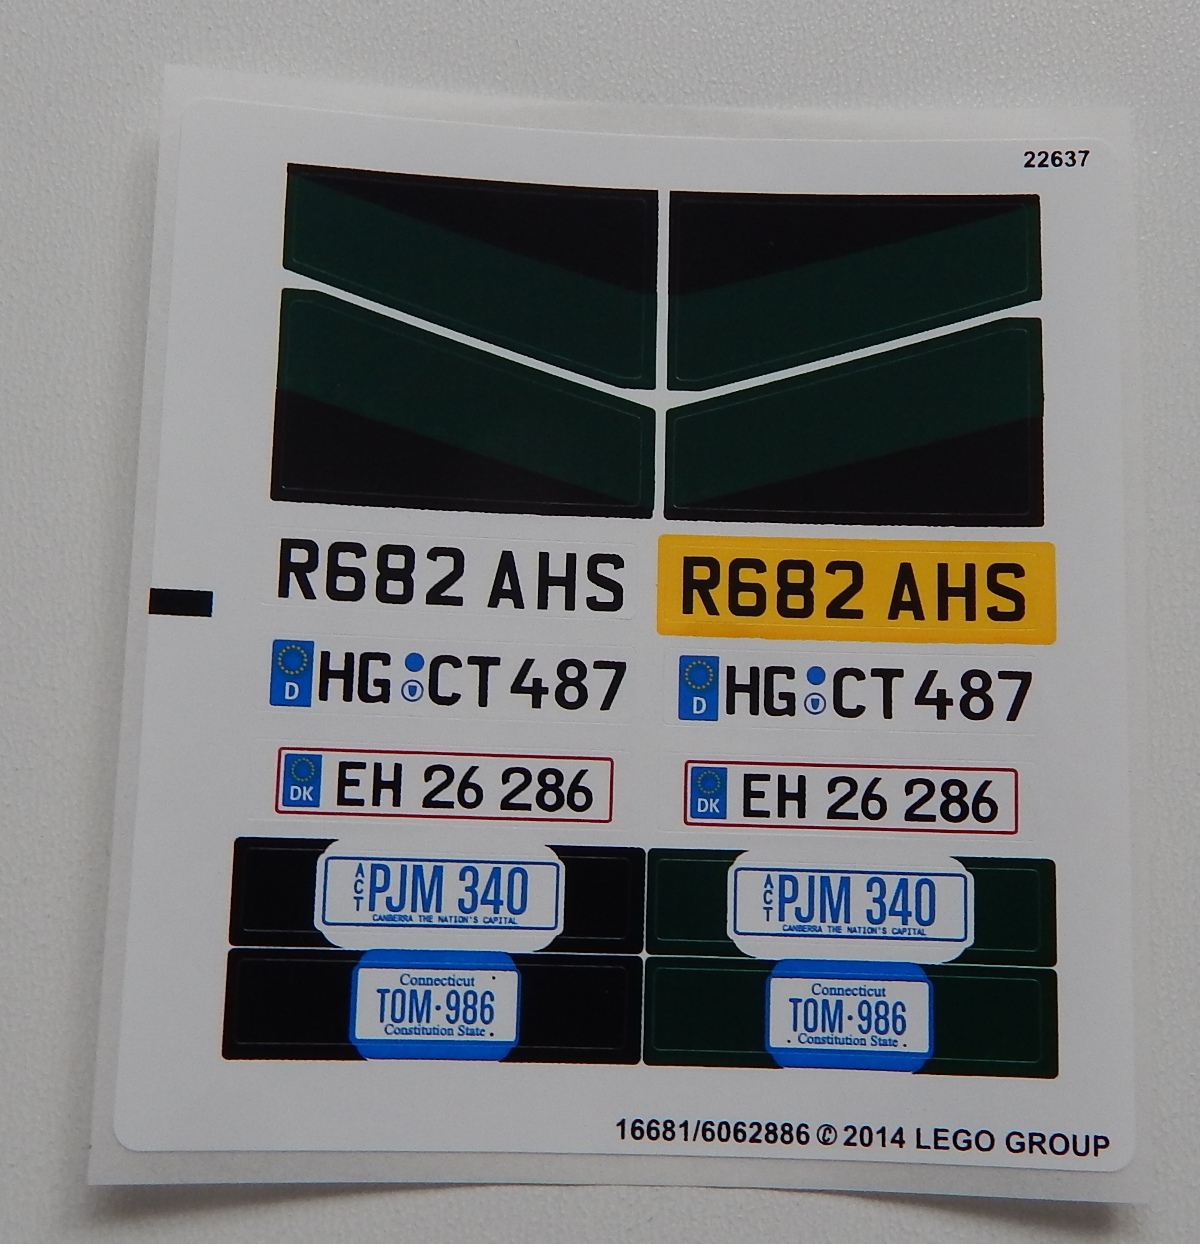 22637
R682 AHS
R682 AHS
D HG CT 487
D HG CT 487
DK EH 26 286
DK EH 26 286
ACT PJM 340
CANBERRA THE NATION'S CAPITAL
ACT PJM 340
CANBERRA THE NATION'S CAPITAL
Connecticut
TOM·986
Constitution State
Connecticut
TOM·986
Constitution State
16681/6062886 © 2014 LEGO GROUP